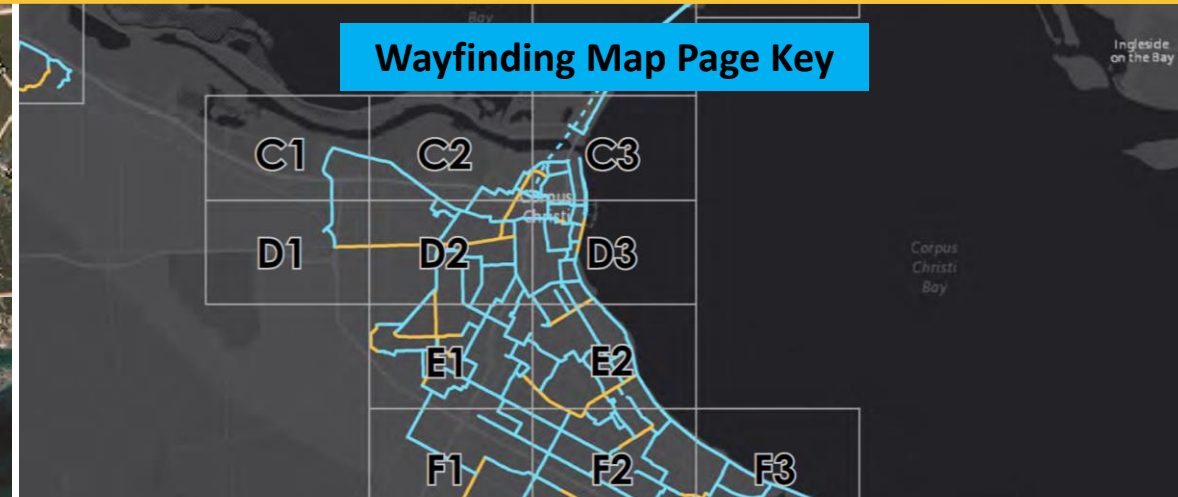 Bay
Wayfinding Map Page Key
Ingleside
on the Bay
C1
C2
C3
Corpus
Christi
D1
D2
D3
Corpus
Christi
Bay
E1
E2
F1
F2
F3